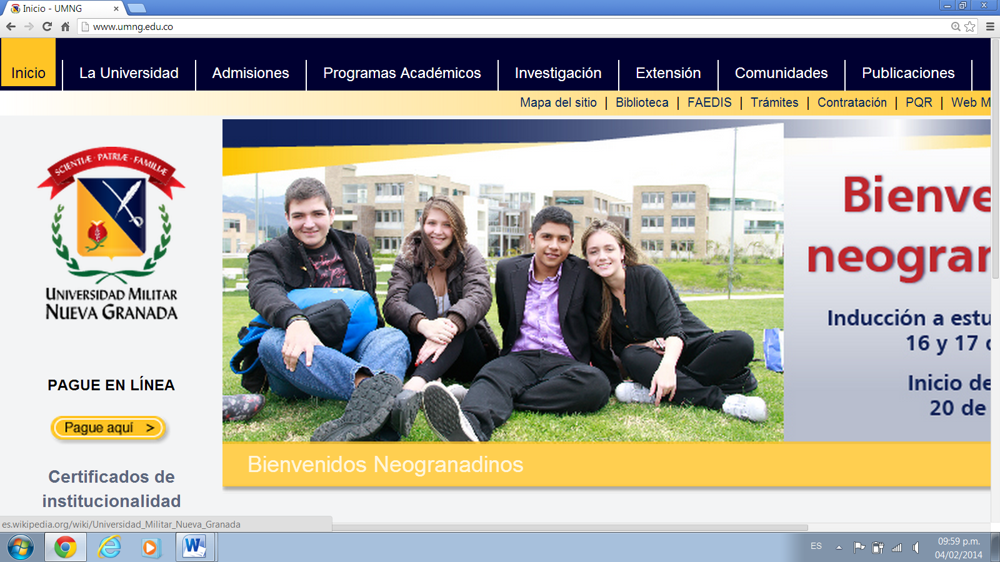 Inicio - UMNG
www.umng.edu.co
Inicio
La Universidad
Admisiones
Programas Académicos
Investigación
Extensión
Comunidades
Publicaciones
Mapa del sitio | Biblioteca | FAEDIS | Trámites | Contratación | PQR | Web M
SCIENTIÆ - PATRIÆ - FAMILIÆ
UNIVERSIDAD MILITAR
NUEVA GRANADA
PAGUE EN LÍNEA
Pague aquí >
Certificados de
institucionalidad
Bienve
neogran
Inducción a estu
16 y 17
Inicio de
20 de
Bienvenidos Neogranadinos
es.wikipedia.org/wiki/Universidad_Militar_Nueva_Granada
ES
09:59 p.m.
04/02/2014